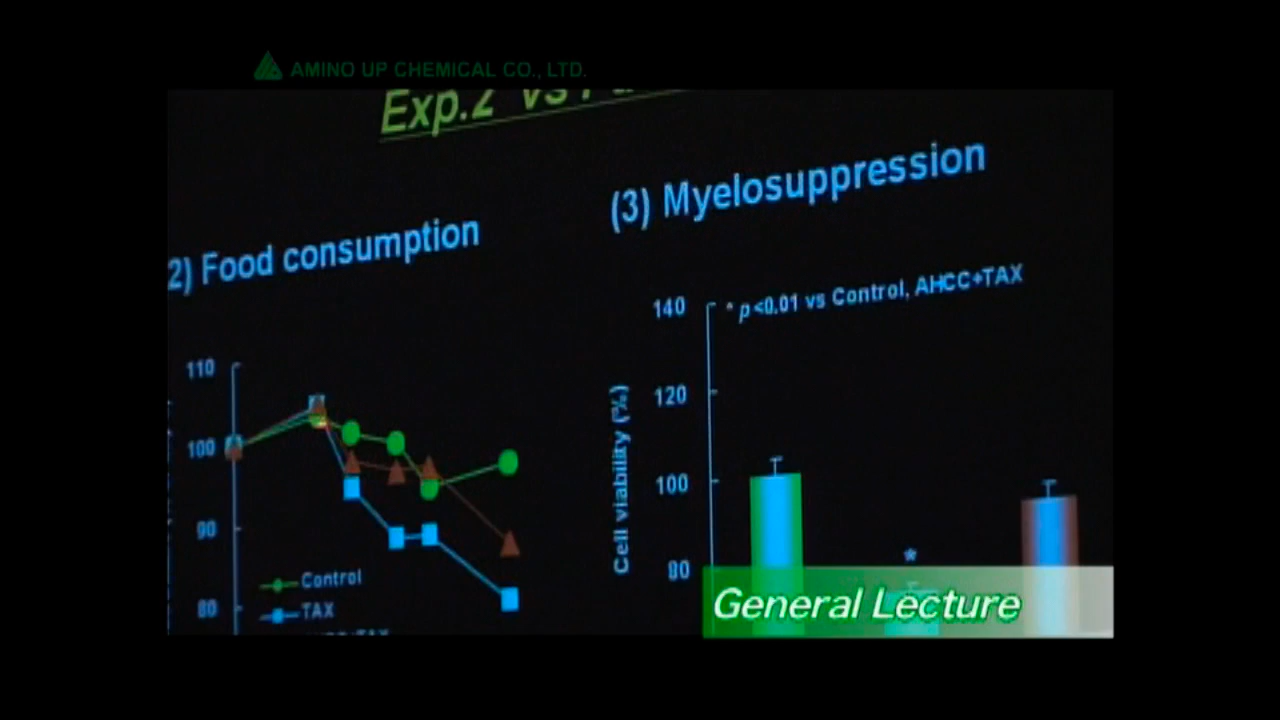 AMINO UP CHEMICAL CO., LTD.
Exp.2 vs
2) Food consumption
110
100
90
80
Control
TAX
(3) Myelosuppression
* p<0.01 vs Control, AHCC+TAX
Cell viability (%)
140
120
100
80
*
General Lecture